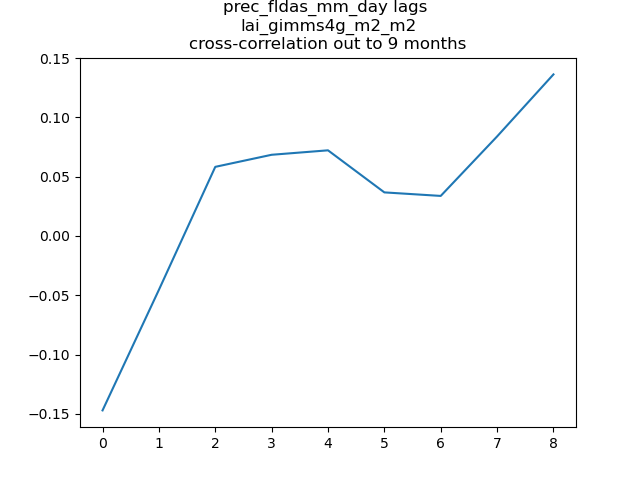 prec_fldas_mm_day lags
lai_gimms4g_m2_m2
cross-correlation out to 9 months
0.15
0.10
0.05
0.00
−0.05
−0.10
−0.15
0 1 2 3 4 5 6 7 8